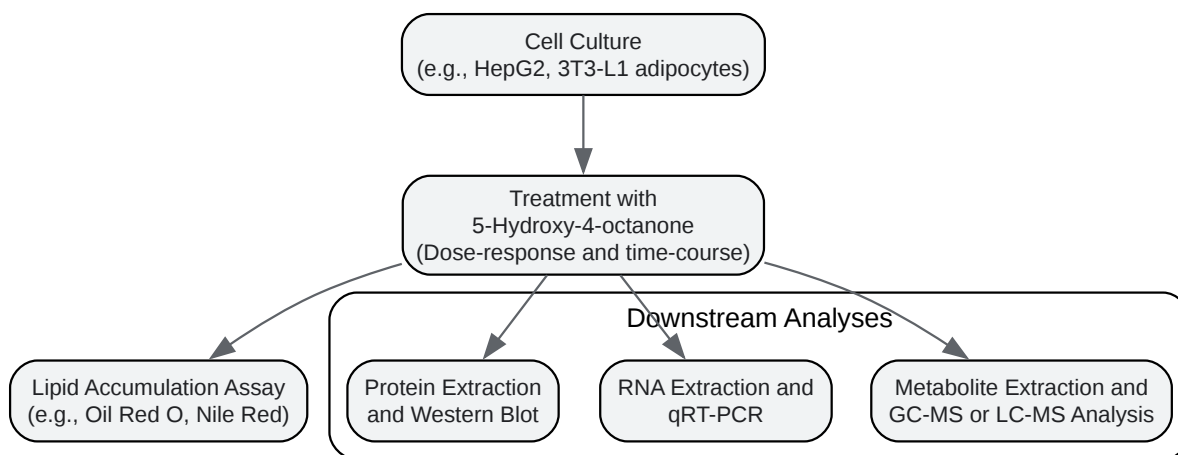 Cell Culture
(e.g., HepG2, 3T3-L1 adipocytes)
Treatment with
5-Hydroxy-4-octanone
(Dose-response and time-course)
Downstream Analyses
Lipid Accumulation Assay
(e.g., Oil Red O, Nile Red)
Protein Extraction
and Western Blot
RNA Extraction and
qRT-PCR
Metabolite Extraction and
GC-MS or LC-MS Analysis